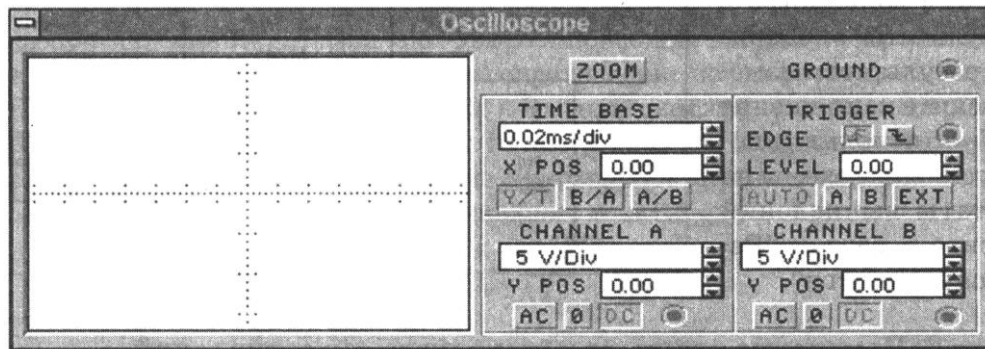 Oscilloscope
ZOOM
GROUND
TIME BASE
0.02ms/div
X POS 0.00
Y/T B/A A/B
TRIGGER
EDGE
LEVEL 0.00
AUTO A B EXT
CHANNEL A
5 V/Div
Y POS 0.00
AC 0 DC
CHANNEL B
5 V/Div
Y POS 0.00
AC 0 DC